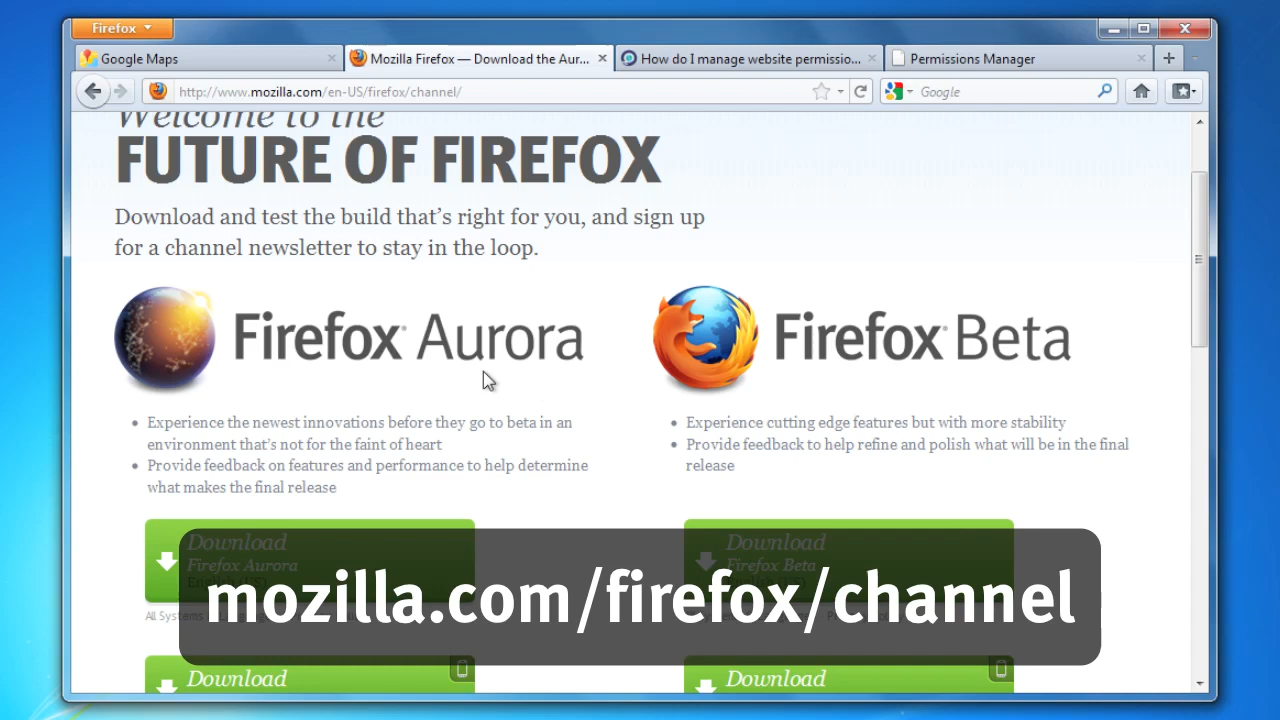 Firefox
Google Maps
Mozilla Firefox — Download the Aur...
How do I manage website permissio...
Permissions Manager
http://www.mozilla.com/en-US/firefox/channel/
Google
Welcome to the
FUTURE OF FIREFOX
Download and test the build that's right for you, and sign up
for a channel newsletter to stay in the loop.
Firefox Aurora
• Experience the newest innovations before they go to beta in an
environment that's not for the faint of heart
• Provide feedback on features and performance to help determine
what makes the final release
Firefox Beta
• Experience cutting edge features but with more stability
• Provide feedback to help refine and polish what will be in the final
release
Download
Firefox Aurora
English (US)
Download
Firefox Beta
mozilla.com/firefox/channel
All Systems
Download
Download